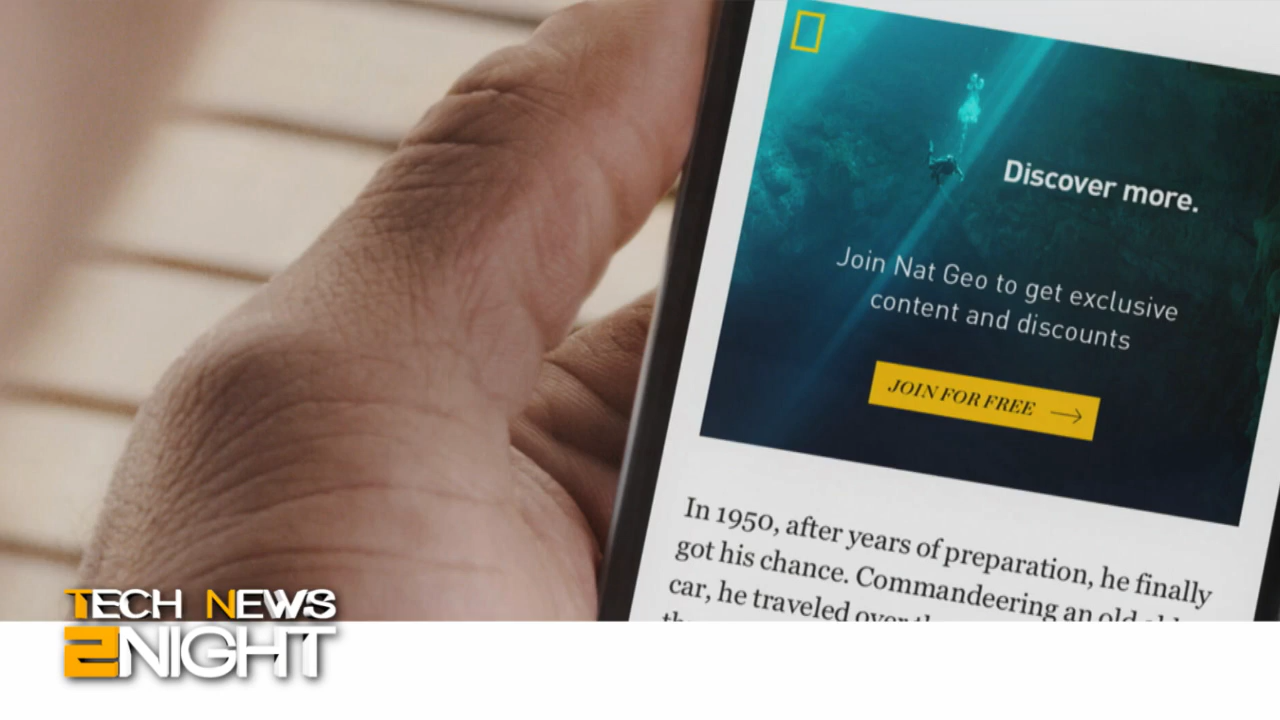 Discover more.
Join Nat Geo to get exclusive
content and discounts
JOIN FOR FREE
In 1950, after years of preparation, he finally
got his chance. Commandeering an old
car, he traveled over
TECH NEWS
2NIGHT